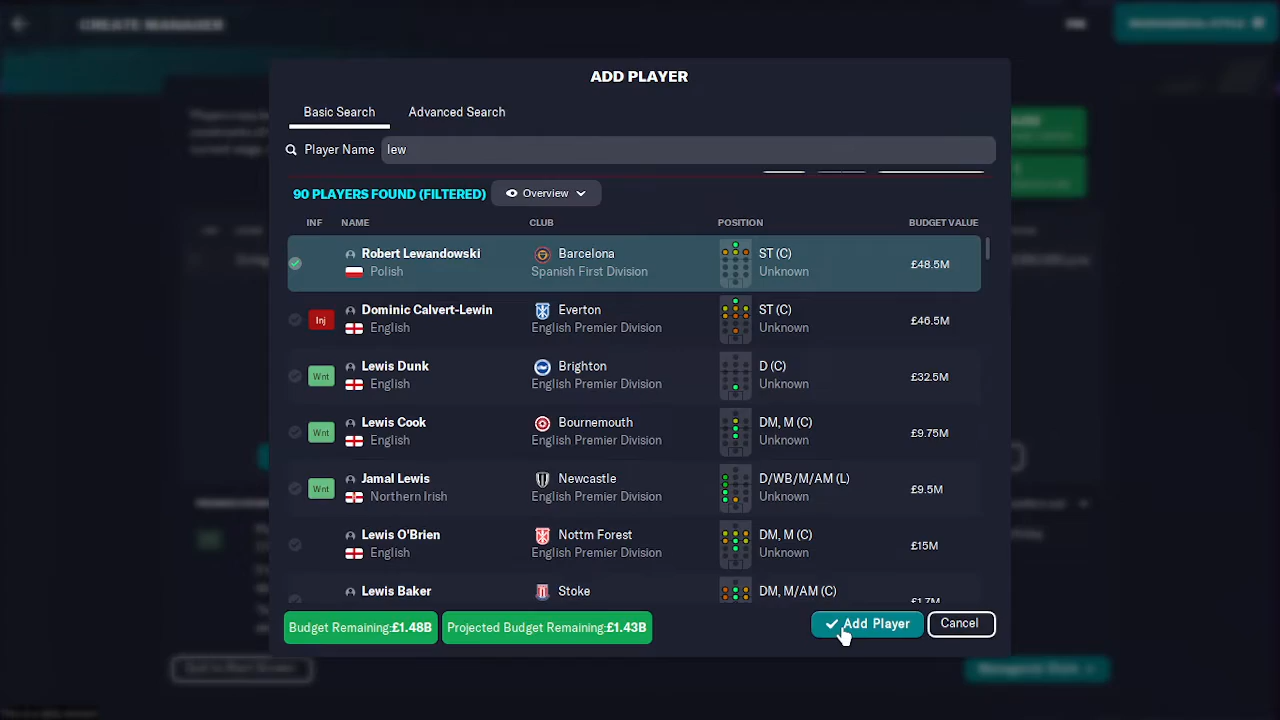 CREATE MANAGER
ADD PLAYER
Basic Search
Advanced Search
Player Name
lew
90 PLAYERS FOUND (FILTERED)
Overview
INF NAME CLUB POSITION BUDGET VALUE
Robert Lewandowski Barcelona ST (C)
£48.5M
Polish Spanish First Division Unknown
Dominic Calvert-Lewin Everton ST (C)
Inj £46.5M
English English Premier Division Unknown
Lewis Dunk Brighton D (C)
Wnt £32.5M
English English Premier Division Unknown
Lewis Cook Bournemouth DM, M (C)
Wnt £9.75M
English English Premier Division Unknown
Jamal Lewis Newcastle D/WB/M/AM (L)
Wnt £9.5M
Northern Irish English Premier Division Unknown
Lewis O'Brien Nottm Forest DM, M (C)
£15M
English English Premier Division Unknown
Lewis Baker Stoke DM, M/AM (C)
£1.7M
Budget Remaining:£1.48B
Projected Budget Remaining:£1.43B
Add Player
Cancel